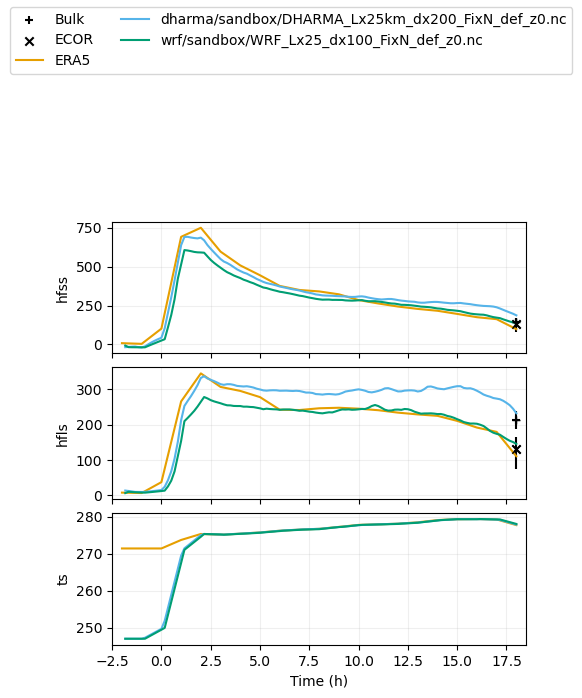 Bulk
ECOR
ERA5
dharma/sandbox/DHARMA_Lx25km_dx200_FixN_def_z0.nc
wrf/sandbox/WRF_Lx25_dx100_FixN_def_z0.nc
750
500
250
0
hfss
300
200
100
0
hfls
280
270
260
250
ts
−2.5 0.0 2.5 5.0 7.5 10.0 12.5 15.0 17.5
Time (h)